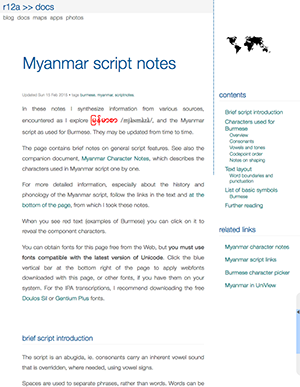 r12a >> docs
blog docs maps apps photos
Myanmar script notes
Updated Sun 15 Feb 2015 • tags burmese, myanmar, scriptnotes.
In these notes I synthesize information from various sources,
encountered as I explore မြန်မာစာ /mjàɴmàzà/, and the Myanmar
script as used for Burmese. They may be updated from time to time.
The page contains brief notes on general script features. See also the
companion document, Myanmar Character Notes, which describes the
characters used in Myanmar script one by one.
For more detailed information, especially about the history and
phonology of the Myanmar script, follow the links in the text and at the
bottom of the page, from which I took these notes.
When you see red text (examples of Burmese) you can click on it to
reveal the component characters.
You can obtain fonts for this page free from the Web, but you must use
fonts compatible with the latest version of Unicode. Click the blue
vertical bar at the bottom right of the page to apply webfonts
downloaded with this page, or other fonts, if you have them on your
system. For the IPA transcriptions, I recommend downloading the free
Doulos SIl or Gentium Plus fonts.
brief script introduction
The script is an abugida, ie. consonants carry an inherent vowel sound
that is overridden, where needed, using vowel signs.
Spaces are used to separate phrases, rather than words. Words can be
contents
Brief script introduction
Characters used for
Burmese
Overview
Consonants
Vowels and tones
Codepoint order
Notes on shaping
Text layout
Word boundaries and
punctuation
List of basic symbols
Burmese
Further reading
related links
Myanmar character notes
Myanmar script links
Burmese character picker
Myanmar in UniView